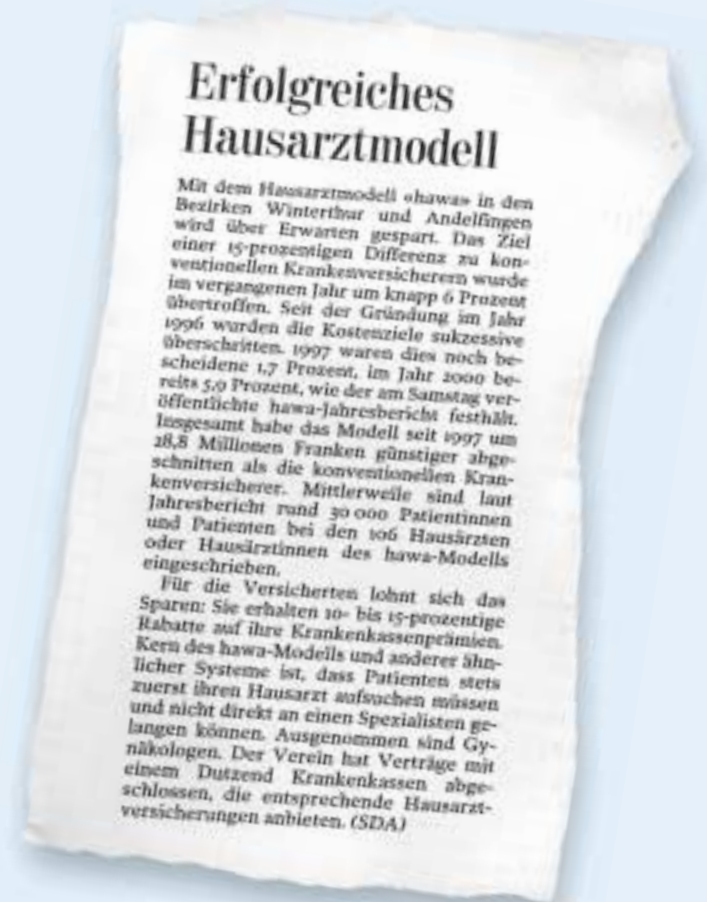 Erfolgreiches
Hausarztmodell
Mit dem Hausarztmodell «hawa» in den
Bezirken Winterthur und Andelfingen
wird über Erwarten gespart. Das Ziel
einer 15-prozentigen Differenz zu kon-
ventionellen Krankenversicherern wurde
im vergangenen Jahr um knapp 6 Prozent
übertroffen. Seit der Gründung im Jahr
1996 wurden die Kostenziele sukzessive
überschritten. 1997 waren dies noch be-
scheidene 1,7 Prozent, im Jahr 2000 be-
reits 5,9 Prozent, wie der am Samstag ver-
öffentlichte hawa-Jahresbericht festhält.
Insgesamt habe das Modell seit 1997 um
28,8 Millionen Franken günstiger abge-
schnitten als die konventionellen Kran-
kenversicherer. Mittlerweile sind laut
Jahresbericht rund 30 000 Patientinnen
und Patienten bei den 106 Hausärzten
oder Hausärztinnen des hawa-Modells
eingeschrieben.
Für die Versicherten lohnt sich das
Sparen: Sie erhalten 10- bis 15-prozentige
Rabatte auf ihre Krankenkassenprämien.
Kern des hawa-Modells und anderer ähn-
licher Systeme ist, dass Patienten stets
zuerst ihren Hausarzt aufsuchen müssen
und nicht direkt an einen Spezialisten ge-
langen können. Ausgenommen sind Gy-
näkologen. Der Verein hat Verträge mit
einem Dutzend Krankenkassen abge-
schlossen, die entsprechende Hausarzt-
versicherungen anbieten. (SDA)